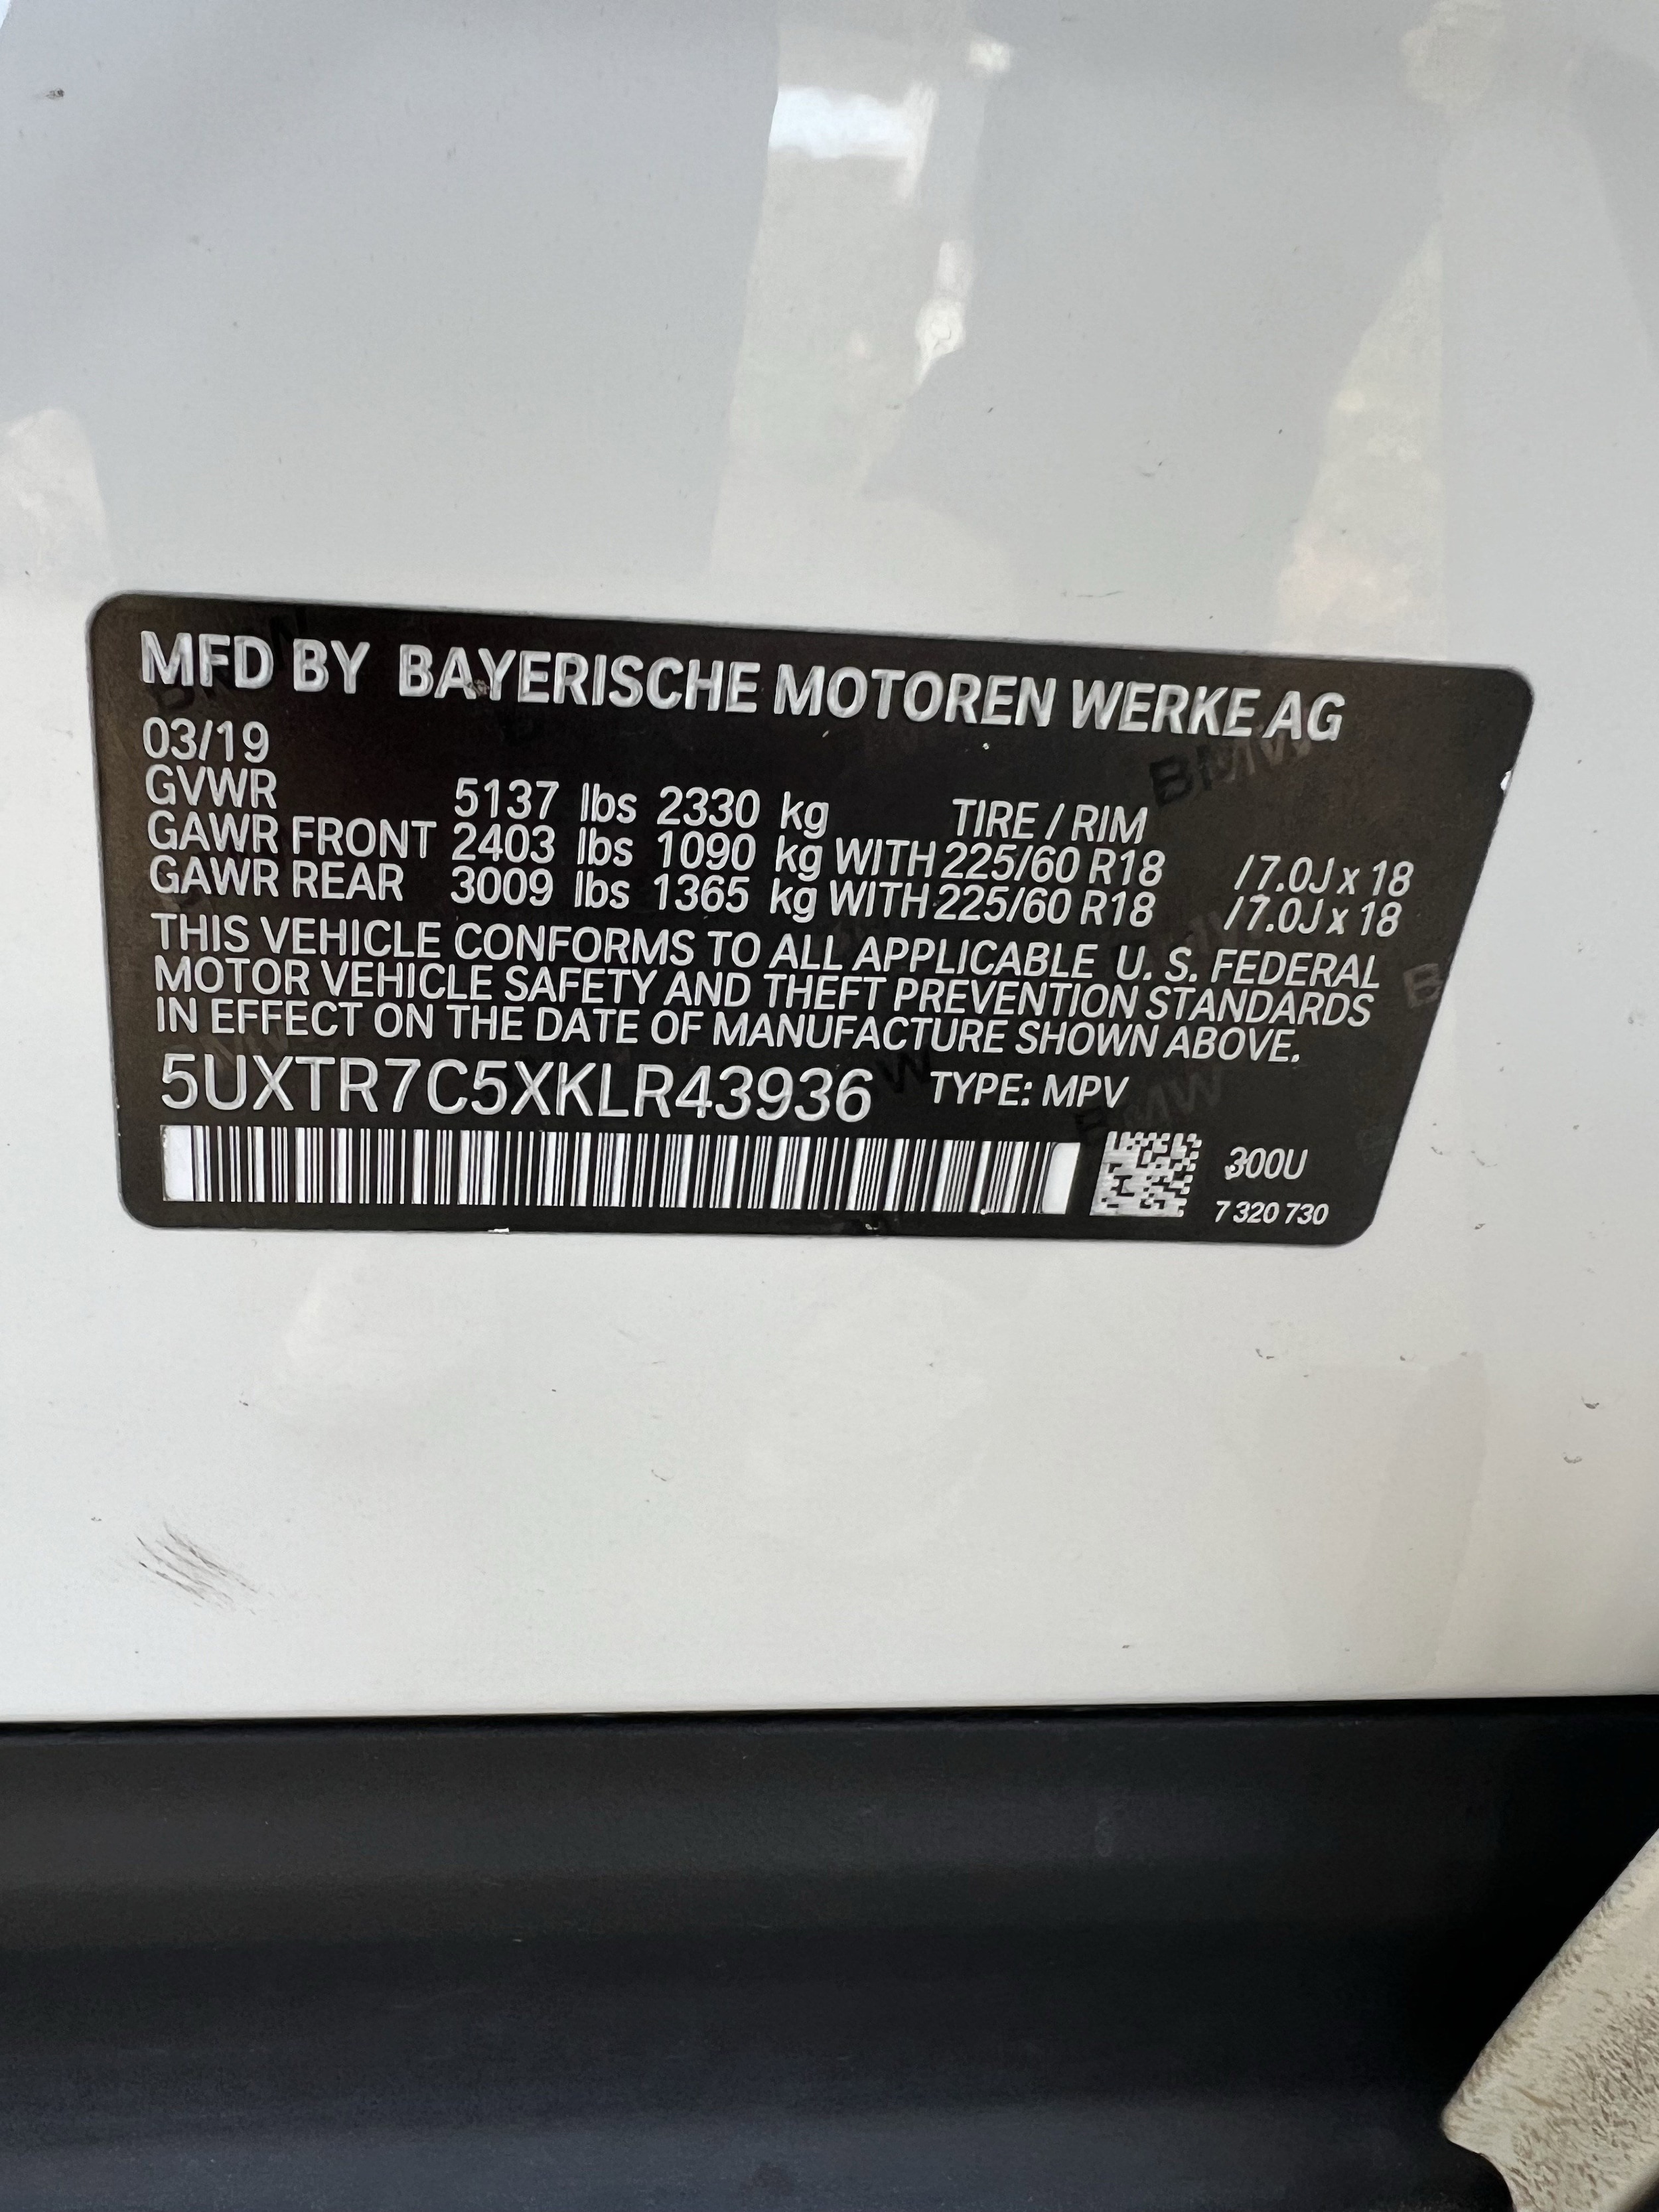 MFD BY BAYERISCHE MOTOREN WERKE AG
03/19
GVWR 5137 lbs 2330 kg TIRE / RIM
GAWR FRONT 2403 lbs 1090 kg WITH 225/60 R18 /7.0J x 18
GAWR REAR 3009 lbs 1365 kg WITH 225/60 R18 /7.0J x 18
THIS VEHICLE CONFORMS TO ALL APPLICABLE U. S. FEDERAL
MOTOR VEHICLE SAFETY AND THEFT PREVENTION STANDARDS
IN EFFECT ON THE DATE OF MANUFACTURE SHOWN ABOVE.
5UXTR7C5XKLR43936 TYPE: MPV
300U
7 320 730